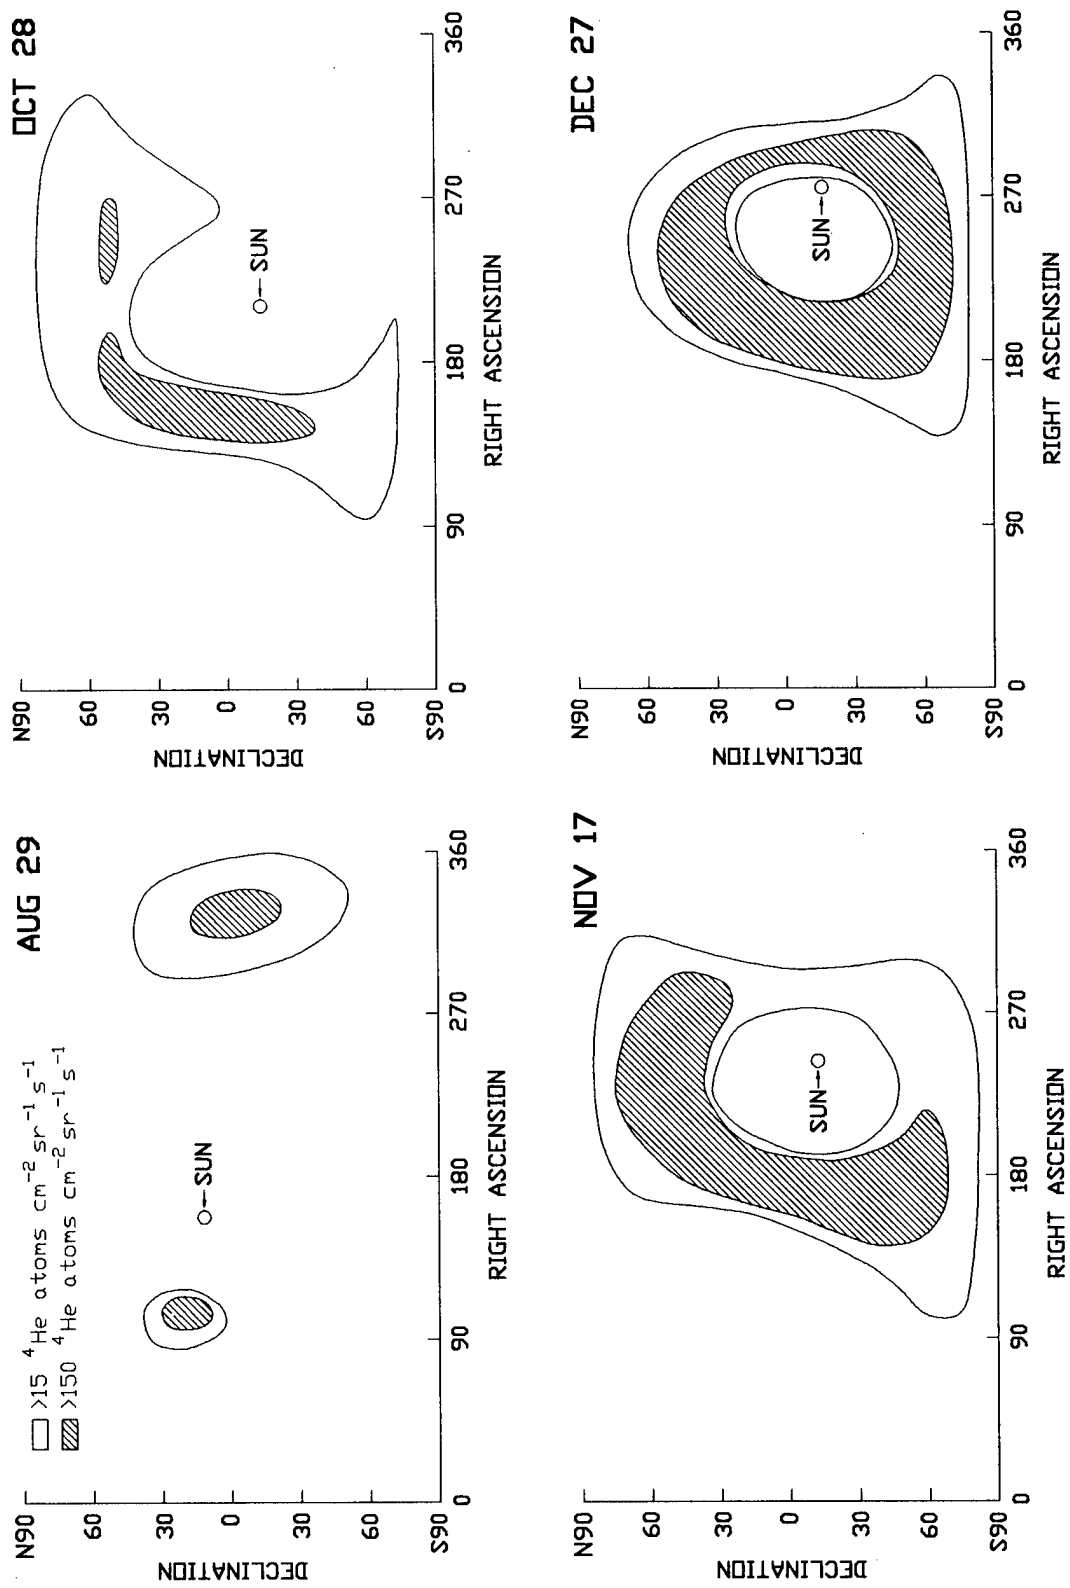 AUG 29
>15 ⁴He atoms cm⁻² sr⁻¹ s⁻¹
>150 ⁴He atoms cm⁻² sr⁻¹ s⁻¹
N90
60
30
0
30
60
S90
DECLINATION
SUN
0
90
180
270
360
RIGHT ASCENSION
OCT 28
N90
60
30
0
30
60
S90
DECLINATION
SUN
0
90
180
270
360
RIGHT ASCENSION
NOV 17
N90
60
30
0
30
60
S90
DECLINATION
SUN
0
90
180
270
360
RIGHT ASCENSION
DEC 27
N90
60
30
0
30
60
S90
DECLINATION
SUN
0
90
180
270
360
RIGHT ASCENSION